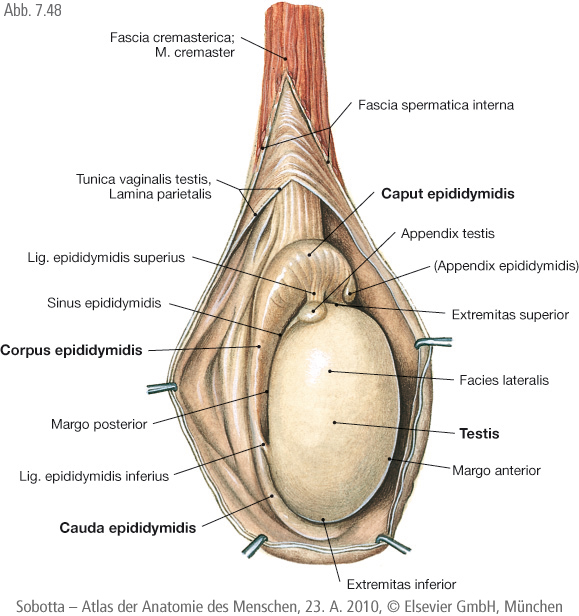 Abb. 7.48
Fascia cremasterica;
M. cremaster
Fascia spermatica interna
Tunica vaginalis testis,
Lamina parietalis
Caput epididymidis
Appendix testis
Lig. epididymidis superius
(Appendix epididymidis)
Sinus epididymidis
Extremitas superior
Corpus epididymidis
Facies lateralis
Margo posterior
Testis
Lig. epididymidis inferius
Margo anterior
Cauda epididymidis
Extremitas inferior
Sobotta – Atlas der Anatomie des Menschen, 23. A. 2010, © Elsevier GmbH, München